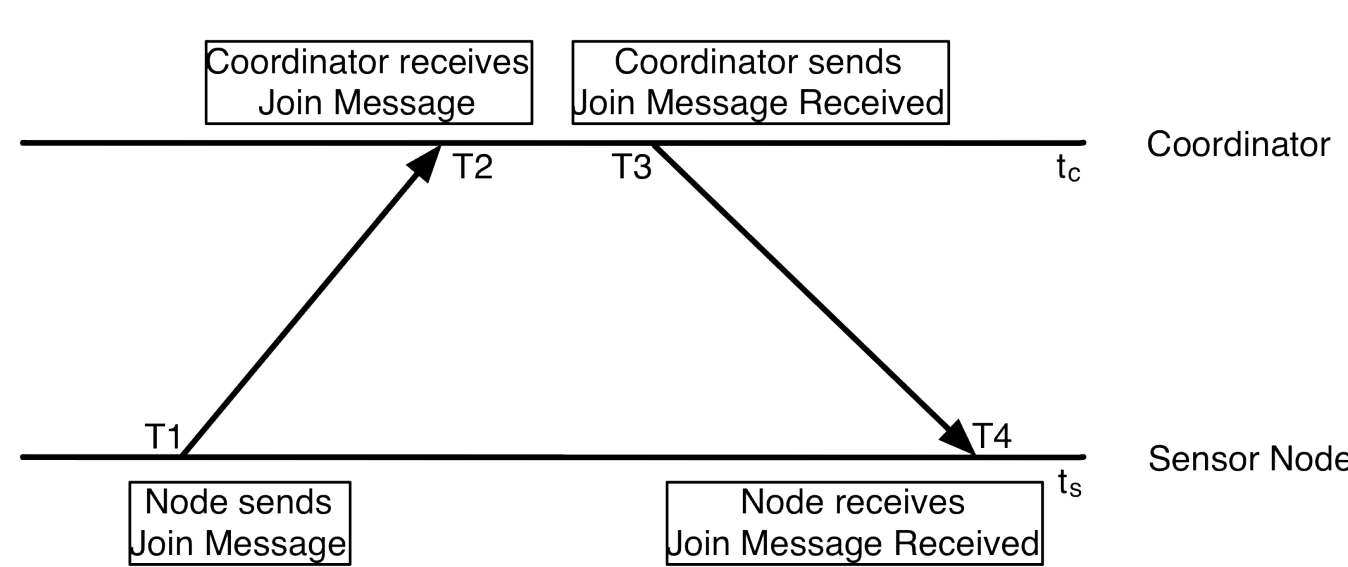 Coordinator receives
Join Message
Coordinator sends
Join Message Received
Coordinator
T2
T3
tc
T1
T4
Sensor Node
ts
Node sends
Join Message
Node receives
Join Message Received